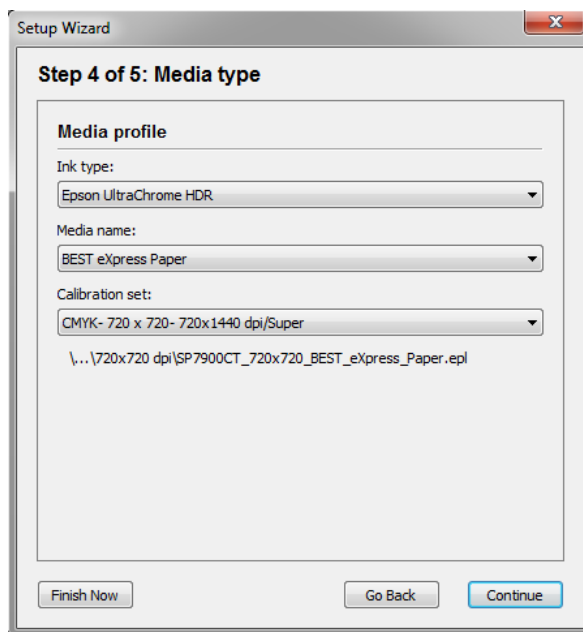 Setup Wizard
Step 4 of 5: Media type
Media profile
Ink type:
Epson UltraChrome HDR
Media name:
BEST eXpress Paper
Calibration set:
CMYK- 720 x 720- 720x1440 dpi/Super
\...\720x720 dpi\SP7900CT_720x720_BEST_eXpress_Paper.epl
Finish Now Go Back Continue